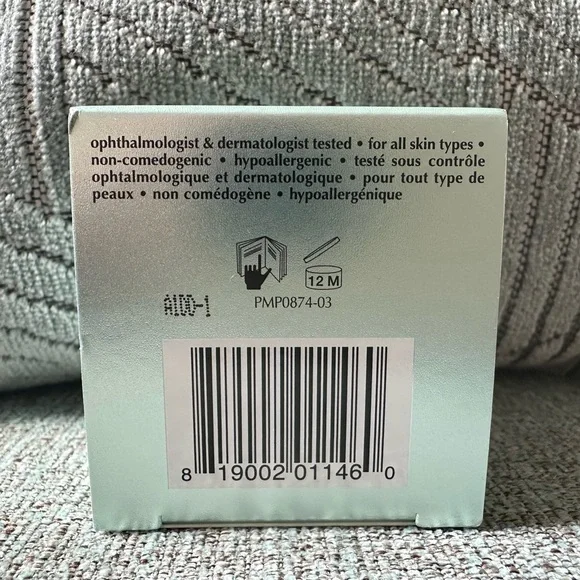 ophthalmologist & dermatologist tested • for all skin types •
non-comedogenic • hypoallergenic • testé sous contrôle
ophtalmologique et dermatologique • pour tout type de
peaux • non comédogène • hypoallergénique
12 M
A100-1 PMP0874-03
8 19002 01146 0